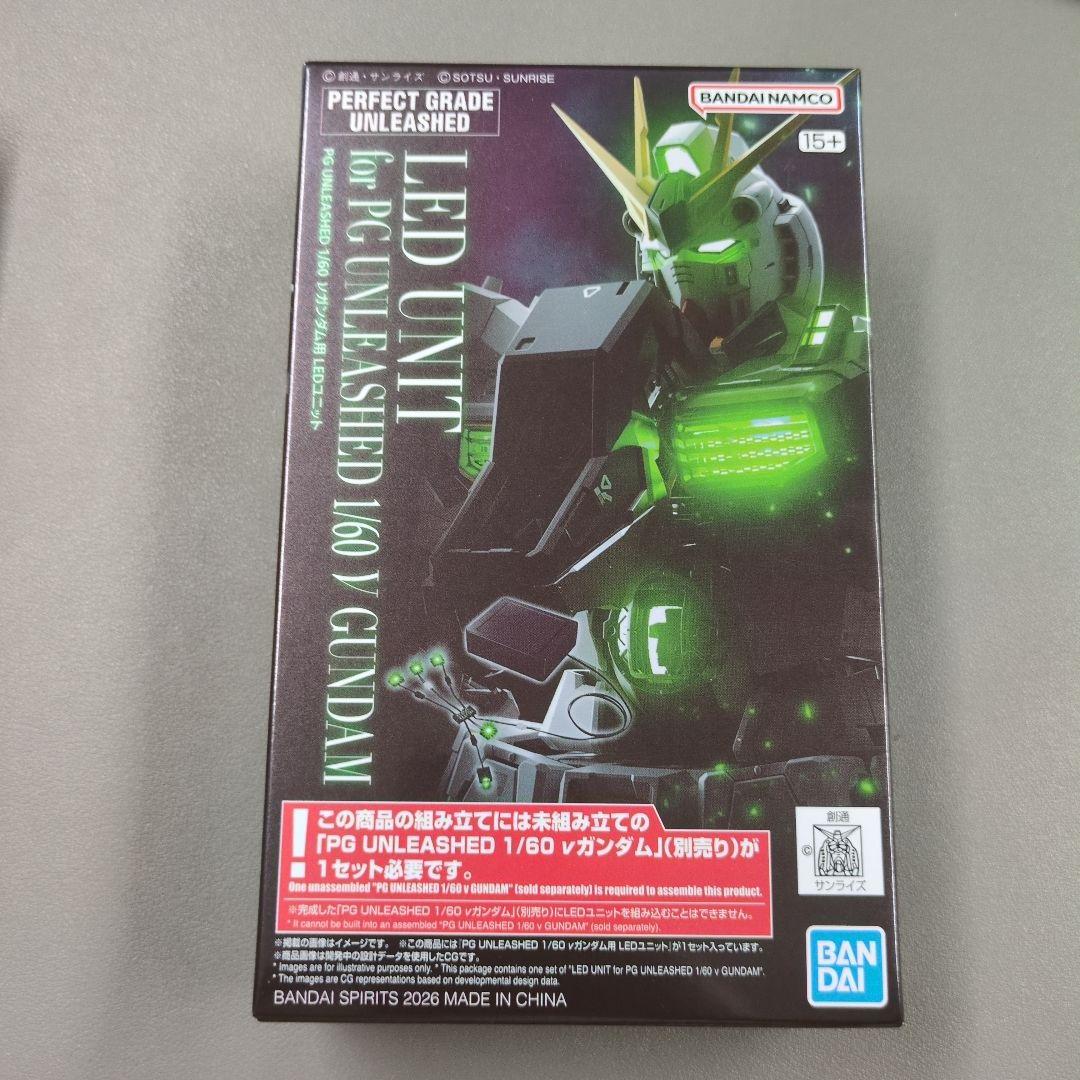 ©創通・サンライズ ©SOTSU・SUNRISE
PERFECT GRADE
UNLEASHED
BANDAI NAMCO
15+
LED UNIT
for PG UNLEASHED 1/60 ν GUNDAM
PG UNLEASHED 1/60 νガンダム用 LEDユニット
!
この商品の組み立てには未組み立ての
「PG UNLEASHED 1/60 νガンダム」(別売り)が
1セット必要です。
One unassembled "PG UNLEASHED 1/60 ν GUNDAM" (sold separately) is required to assemble this product.
※完成した「PG UNLEASHED 1/60 νガンダム」(別売り)にLEDユニットを組み込むことはできません。
* It cannot be built into an assembled "PG UNLEASHED 1/60 ν GUNDAM" (sold separately).
※掲載の画像はイメージです。 ※この商品には「PG UNLEASHED 1/60 νガンダム用 LEDユニット」が1セット入っています。
※商品画像は開発中の設計データを使用したCGです。
* Images are for illustrative purposes only. * This package contains one set of "LED UNIT for PG UNLEASHED 1/60 ν GUNDAM".
* The images are CG representations based on developmental design data.
BANDAI SPIRITS 2026 MADE IN CHINA
創通
©
サンライズ
BAN
DAI